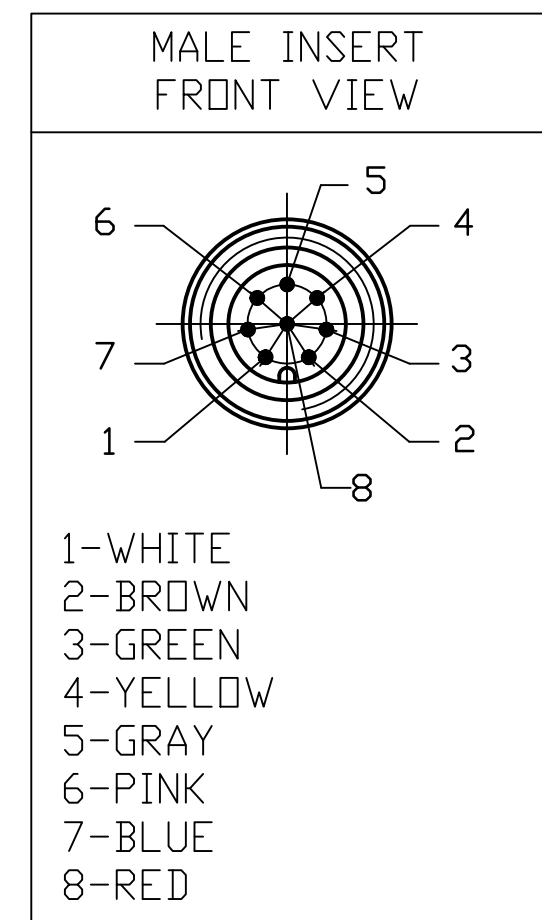 MALE INSERT
FRONT VIEW
5
6
4
7
3
1
2
8
1-WHITE
2-BROWN
3-GREEN
4-YELLOW
5-GRAY
6-PINK
7-BLUE
8-RED